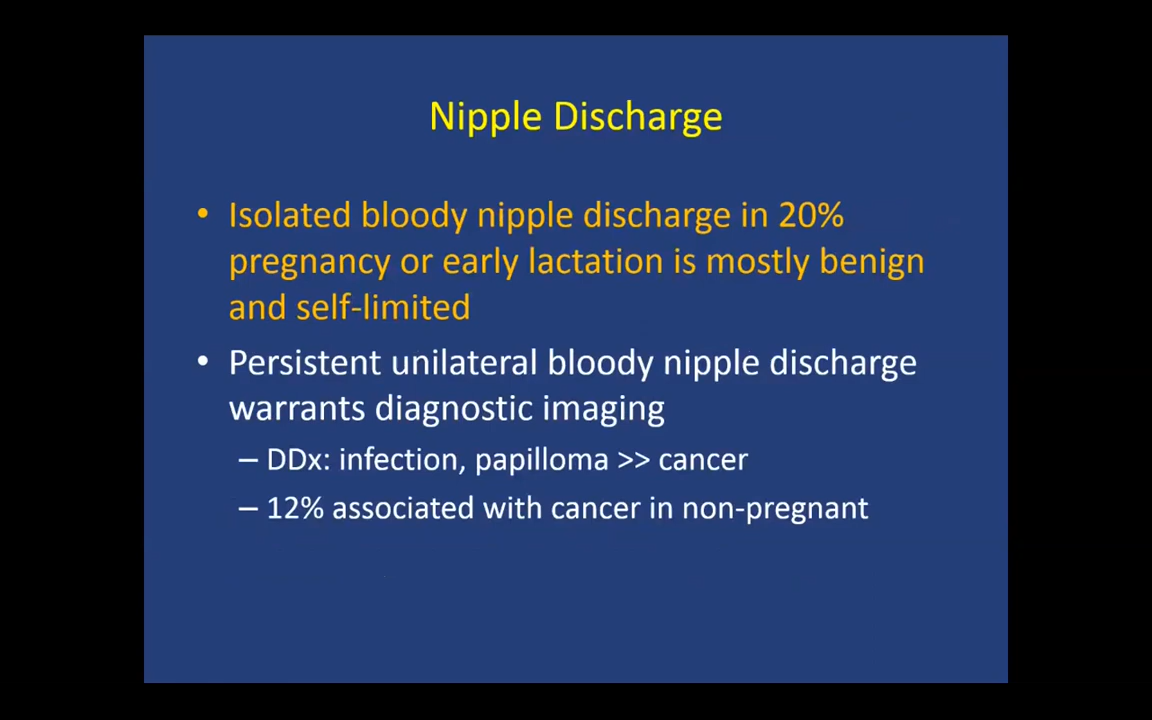 Nipple Discharge
• Isolated bloody nipple discharge in 20%
pregnancy or early lactation is mostly benign
and self-limited
• Persistent unilateral bloody nipple discharge
warrants diagnostic imaging
– DDx: infection, papilloma >> cancer
– 12% associated with cancer in non-pregnant